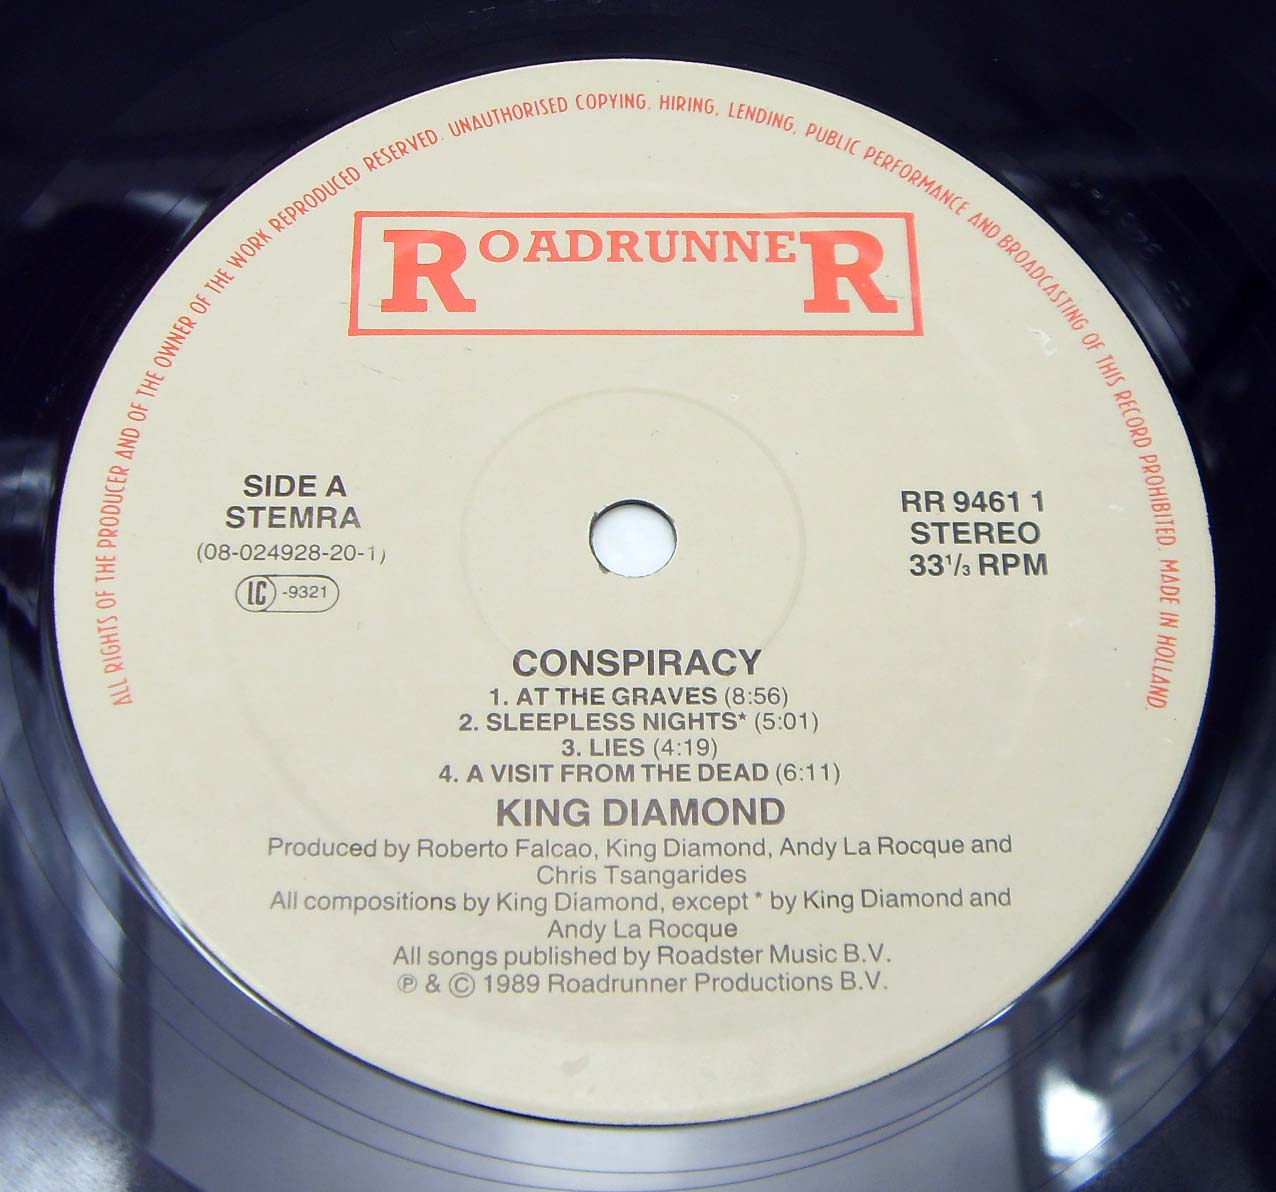 ALL RIGHTS OF THE PRODUCER AND OF THE OWNER OF THE WORK REPRODUCED RESERVED. UNAUTHORISED COPYING. HIRING, LENDING, PUBLIC PERFORMANCE AND BROADCASTING OF THIS RECORD PROHIBITED. MADE IN HOLLAND.
ROADRUNNER
SIDE A
STEMRA
(08-024928-20-1)
LC -9321
RR 9461 1
STEREO
33⅓ RPM
CONSPIRACY
1. AT THE GRAVES (8:56)
2. SLEEPLESS NIGHTS* (5:01)
3. LIES (4:19)
4. A VISIT FROM THE DEAD (6:11)
KING DIAMOND
Produced by Roberto Falcao, King Diamond, Andy La Rocque and
Chris Tsangarides
All compositions by King Diamond, except * by King Diamond and
Andy La Rocque
All songs published by Roadster Music B.V.
℗ & © 1989 Roadrunner Productions B.V.